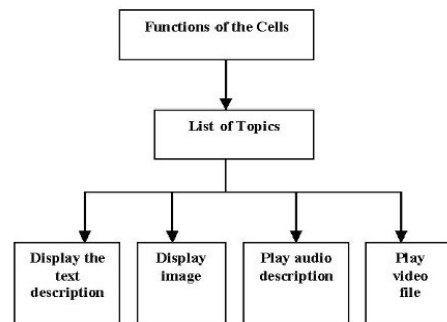 Functions of the Cells
List of Topics
Display the
text
description
Display
image
Play audio
description
Play
video
file